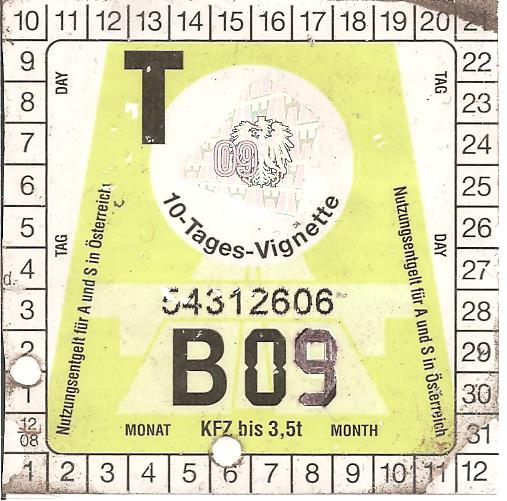 10 11 12 13 14 15 16 17 18 19 20 21
9 DAY T TAG 22
8 23
7 09 24
6 25
10-Tages-Vignette
5 TAG DAY 26
Nutzungsentgelt für A und S in Österreich
Nutzungsentgelt für A und S in Österreich
4 27
3 54312606 28
2 B09 29
1 30
12/08 MONAT KFZ bis 3,5t MONTH 31
1 2 3 4 5 6 7 8 9 10 11 12